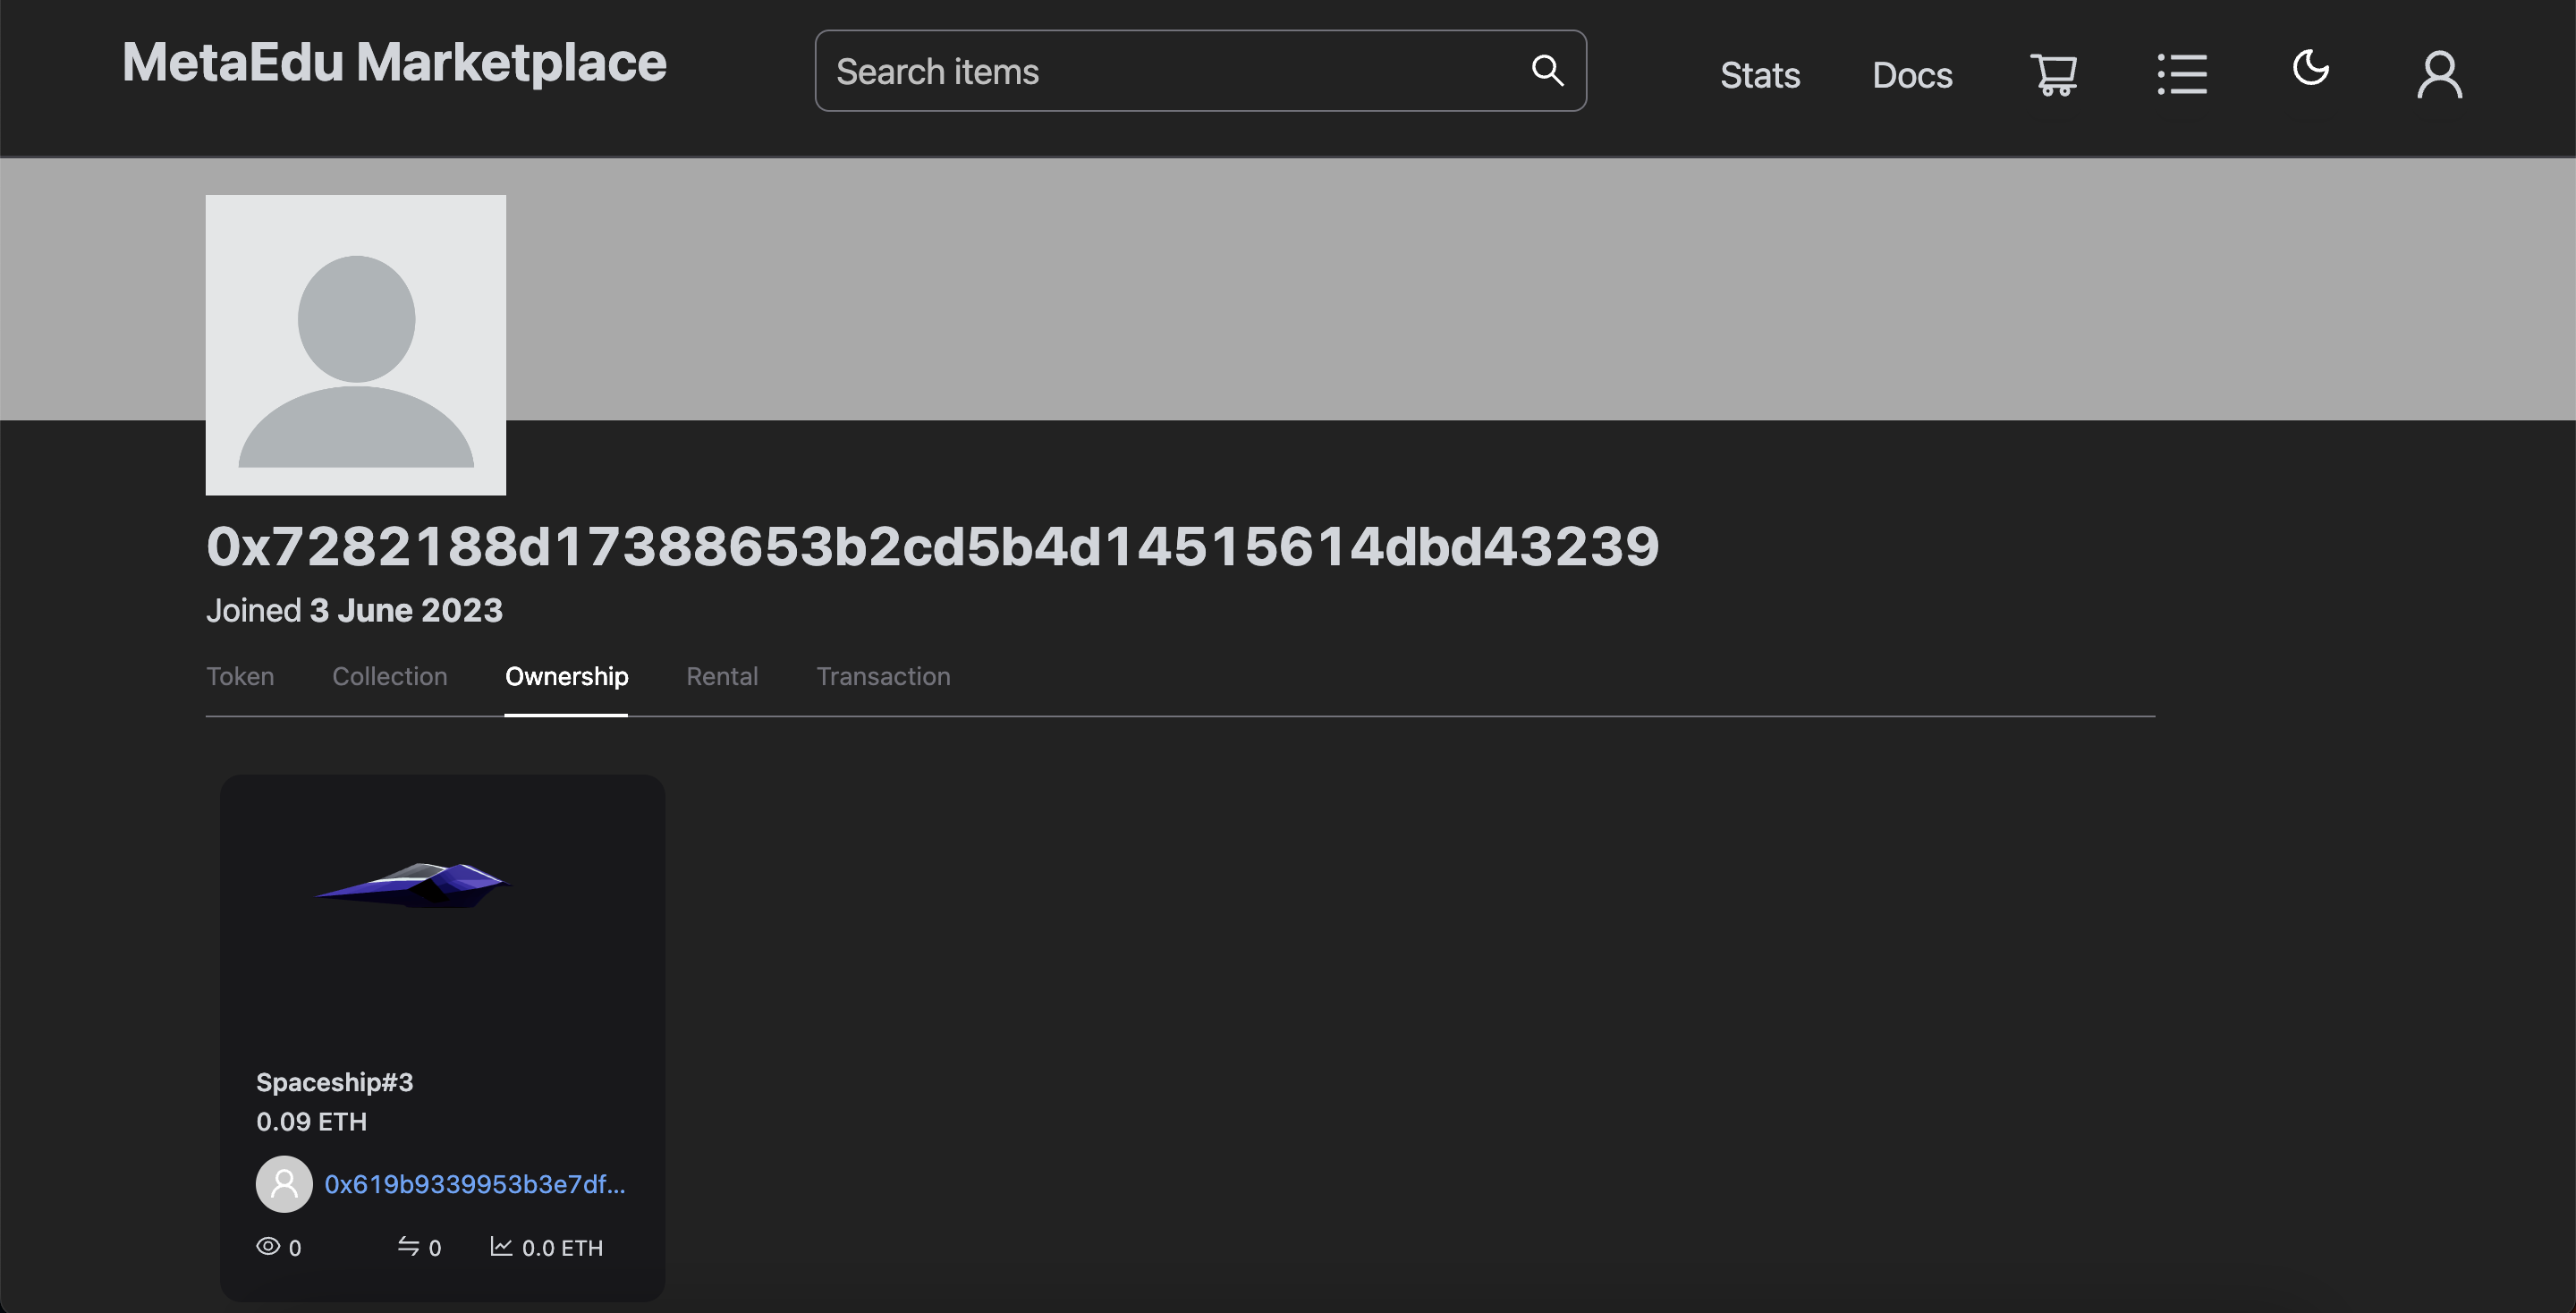 MetaEdu Marketplace
Search items
Stats
Docs
0x7282188d17388653b2cd5b4d14515614dbd43239
Joined 3 June 2023
Token Collection Ownership Rental Transaction
Spaceship#3
0.09 ETH
0x619b9339953b3e7df...
0 0 0.0 ETH